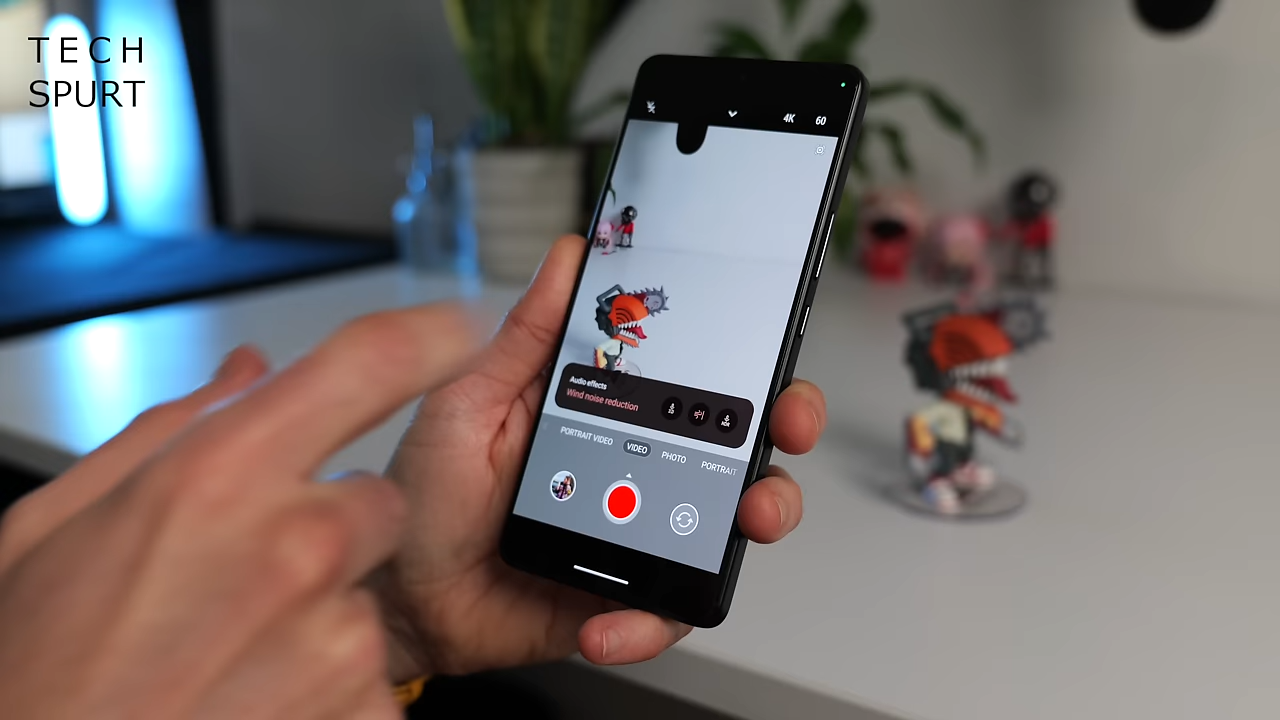 TECH
SPURT
4K 60
Audio effects
Wind noise reduction
PORTRAIT VIDEO VIDEO PHOTO PORTRAIT